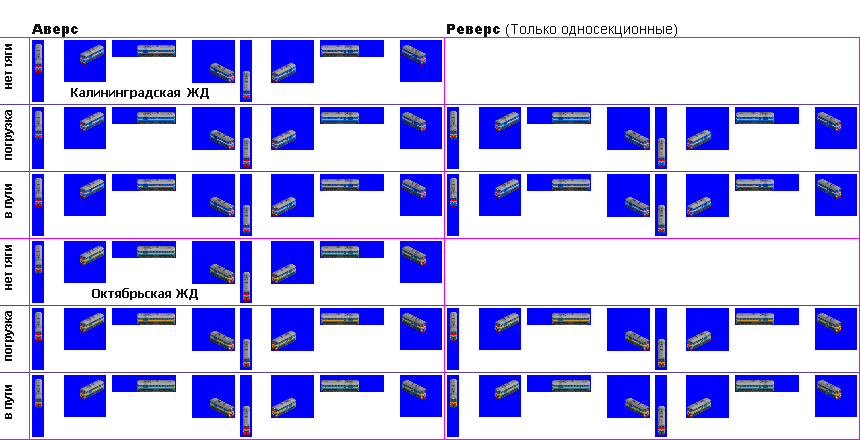 Аверс
Реверс (Только односекционные)
нет тяги
Калининградская ЖД
погрузка
в пути
нет тяги
Октябрьская ЖД
погрузка
в пути